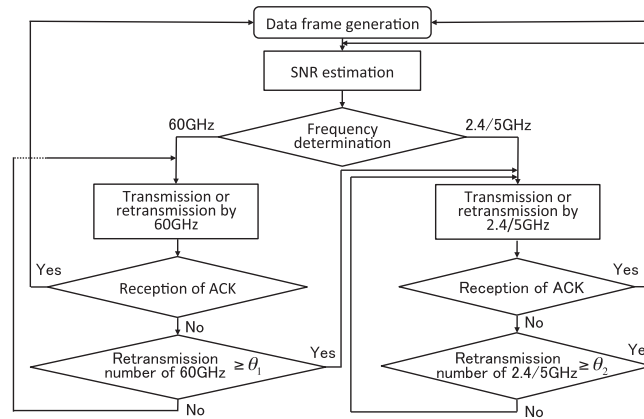 Data frame generation
SNR estimation
60GHz
Frequency
determination
2.4/5GHz
Transmission or
retransmission by
60GHz
Transmission or
retransmission by
2.4/5GHz
Yes
Reception of ACK
Reception of ACK
Yes
No
No
Retransmission
number of 60GHz ≥ θ1
Yes
Retransmission
number of 2.4/5GHz ≥ θ2
Ye
No
No